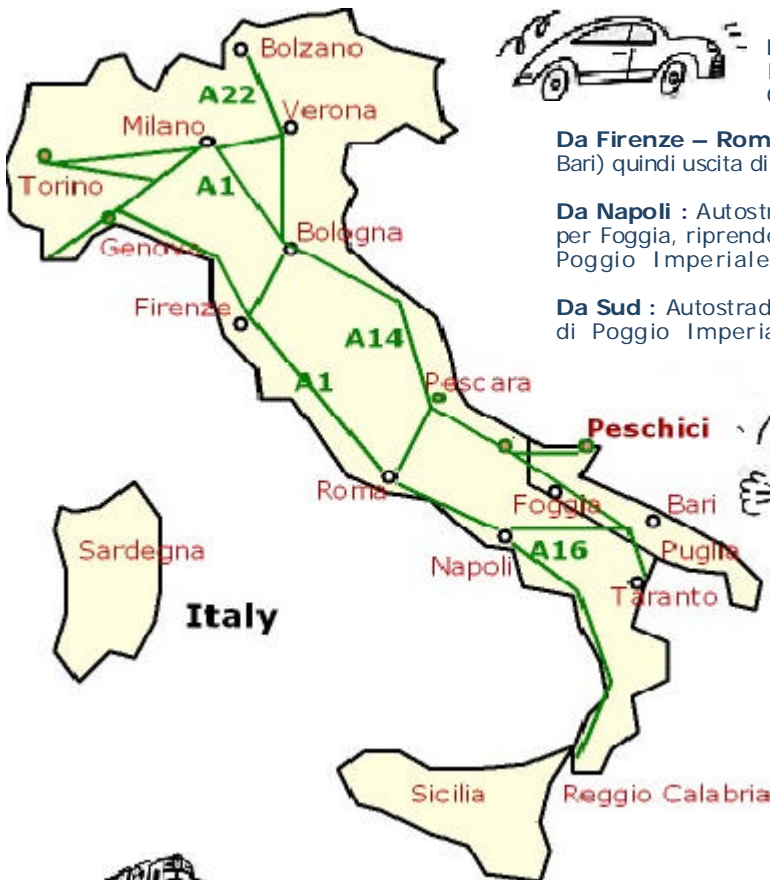 Bolzano
A22
Verona
Milano
Da Firenze – Rom
Bari) quindi uscita di
Torino
A1
Da Napoli : Autostr
per Foggia, riprende
Poggio Imperiale
Genova
Bologna
Firenze
Da Sud : Autostrad
di Poggio Imperia
A14
A1
Pescara
Peschici
Roma
Foggia
Bari
Sardegna
Napoli
A16
Puglia
Taranto
Italy
Sicilia
Reggio Calabria